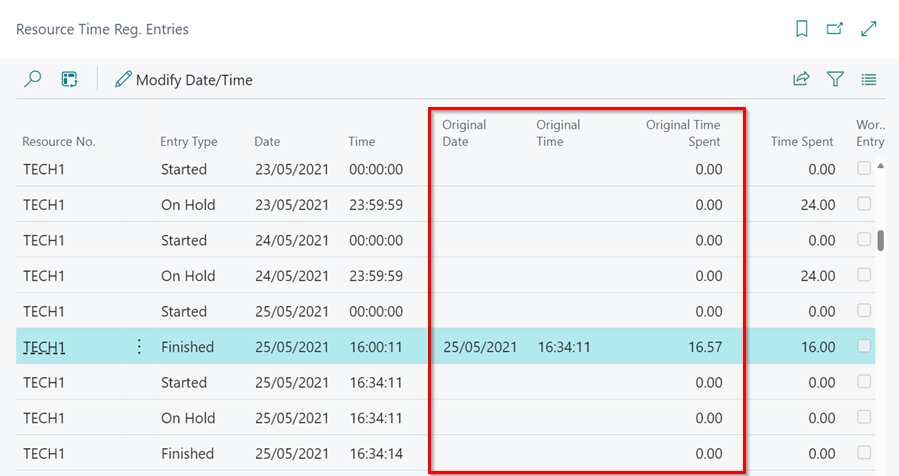 Resource Time Reg. Entries
Modify Date/Time
Resource No. Entry Type Date Time Original Date Original Time Original Time Spent Time Spent Wor.. Entry
TECH1 Started 23/05/2021 00:00:00 0.00 0.00
TECH1 On Hold 23/05/2021 23:59:59 0.00 24.00
TECH1 Started 24/05/2021 00:00:00 0.00 0.00
TECH1 On Hold 24/05/2021 23:59:59 0.00 24.00
TECH1 Started 25/05/2021 00:00:00 0.00 0.00
TECH1 Finished 25/05/2021 16:00:11 25/05/2021 16:34:11 16.57 16.00
TECH1 Started 25/05/2021 16:34:11 0.00 0.00
TECH1 On Hold 25/05/2021 16:34:11 0.00 0.00
TECH1 Finished 25/05/2021 16:34:14 0.00 0.00